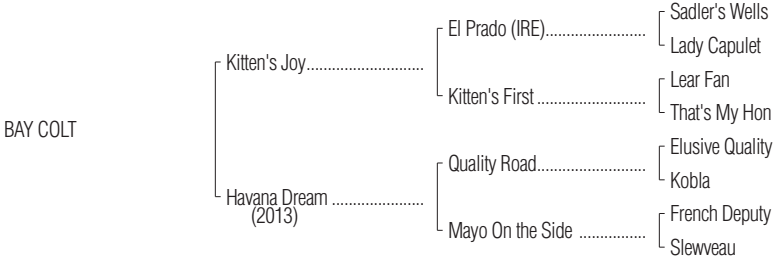 Sadler's Wells
El Prado (IRE)........................
Lady Capulet
Kitten's Joy............................
Lear Fan
Kitten's First ..........................
That's My Hon
BAY COLT
Elusive Quality
Quality Road..........................
Kobla
Havana Dream ......................
(2013)
French Deputy
Mayo On the Side ................
Slewveau